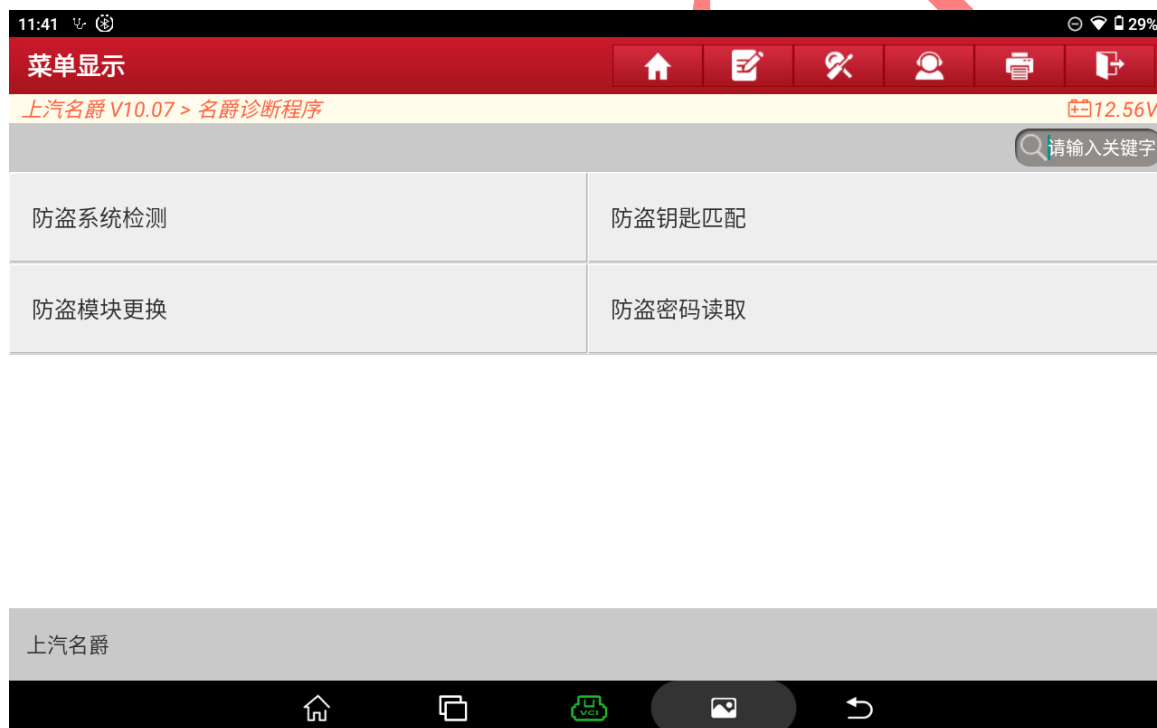 11:41 29%
菜单显示
上汽名爵 V10.07 > 名爵诊断程序 12.56V
请输入关键字
防盗系统检测 防盗钥匙匹配
防盗模块更换 防盗密码读取
上汽名爵
VCI